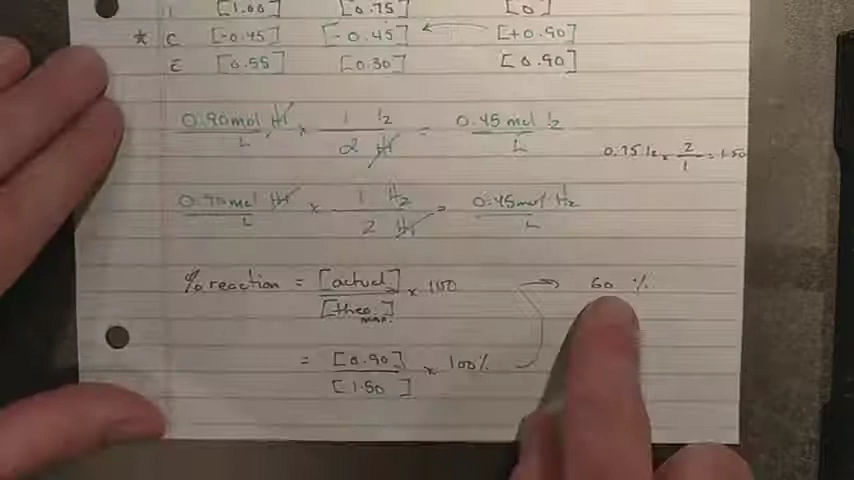 I [1.00] [0.75] [0]
* C [-0.45] [-0.45] [+0.90]
E [0.55] [0.30] [0.90]
0.90mol HI × 1 I2 = 0.45 mol I2
L 2 HI L
0.75 I2 × 2 = 1.50
1
0.90mol HI × 1 H2 = 0.45mol H2
L 2 HI L
% reaction = [actual] × 100 → 60 %
[theo. max.]
= [0.90] × 100%
[1.50]